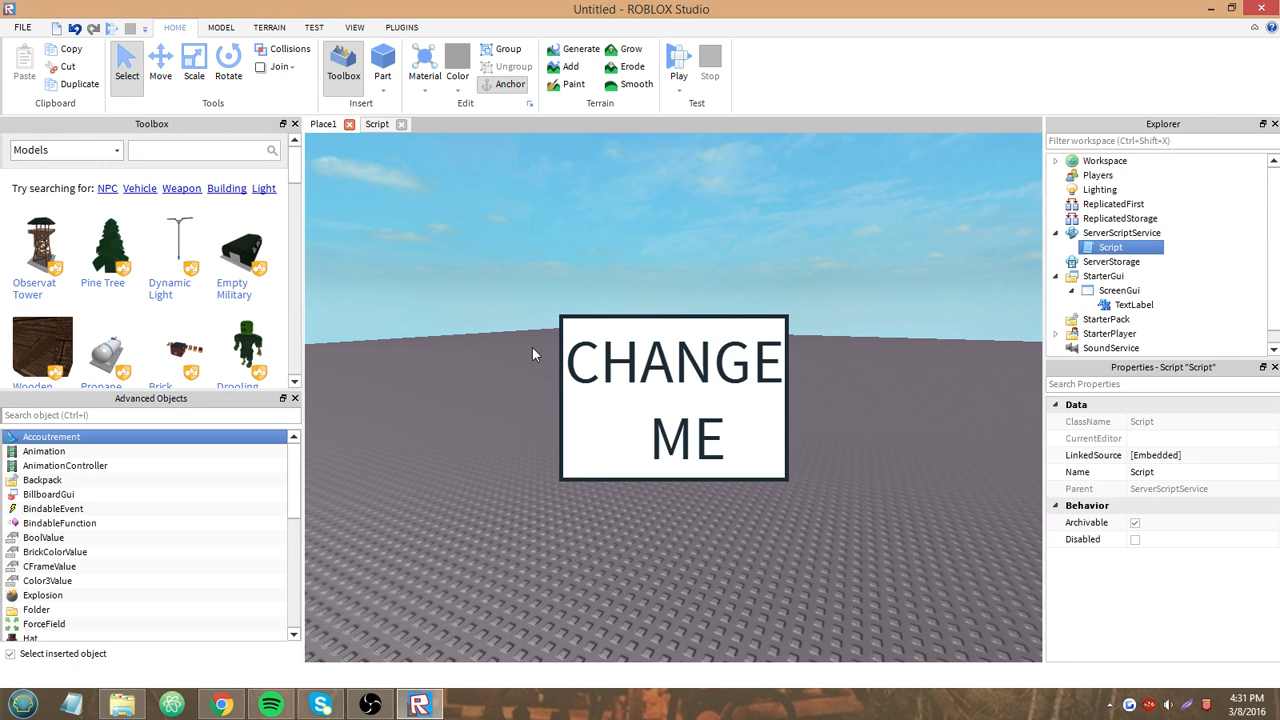 Untitled - ROBLOX Studio
FILE HOME MODEL TERRAIN TEST VIEW PLUGINS
Paste Copy Cut Duplicate
Select Move Scale Rotate Collisions Join
Toolbox Part
Material Color Group Ungroup Anchor
Generate Grow
Add Erode
Paint Smooth
Play Stop
Clipboard Tools Insert Edit Terrain Test
Toolbox
Models
Try searching for: NPC Vehicle Weapon Building Light
Observat Tower
Pine Tree
Dynamic Light
Empty Military
Wooden Propane Brick Drooling
Advanced Objects
Search object (Ctrl+I)
Accoutrement
Animation
AnimationController
Backpack
BillboardGui
BindableEvent
BindableFunction
BoolValue
BrickColorValue
CFrameValue
Color3Value
Explosion
Folder
ForceField
Hat
Select inserted object
Place1 Script
CHANGE
ME
Explorer
Filter workspace (Ctrl+Shift+X)
Workspace
Players
Lighting
ReplicatedFirst
ReplicatedStorage
ServerScriptService
Script
ServerStorage
StarterGui
ScreenGui
TextLabel
StarterPack
StarterPlayer
SoundService
Properties - Script "Script"
Search Properties
Data
ClassName Script
CurrentEditor
LinkedSource [Embedded]
Name Script
Parent ServerScriptService
Behavior
Archivable
Disabled
4:31 PM
3/8/2016